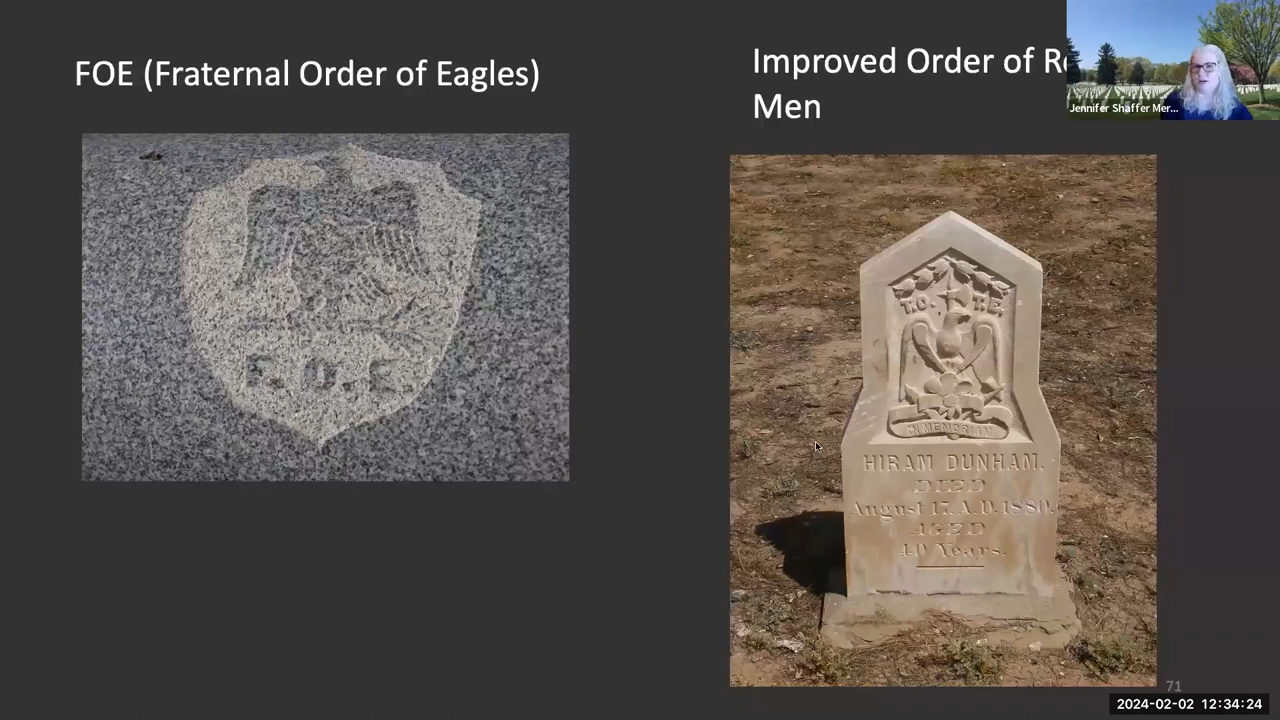 FOE (Fraternal Order of Eagles)
F. O. E.
Improved Order of R
Men
T.O. T.E.
IN MEMORIAM
HIRAM DUNHAM.
DIED
August 17. A.D. 1880.
AGED
40 Years.
Jennifer Shaffer Mer...
71
2024-02-02 12:34:24